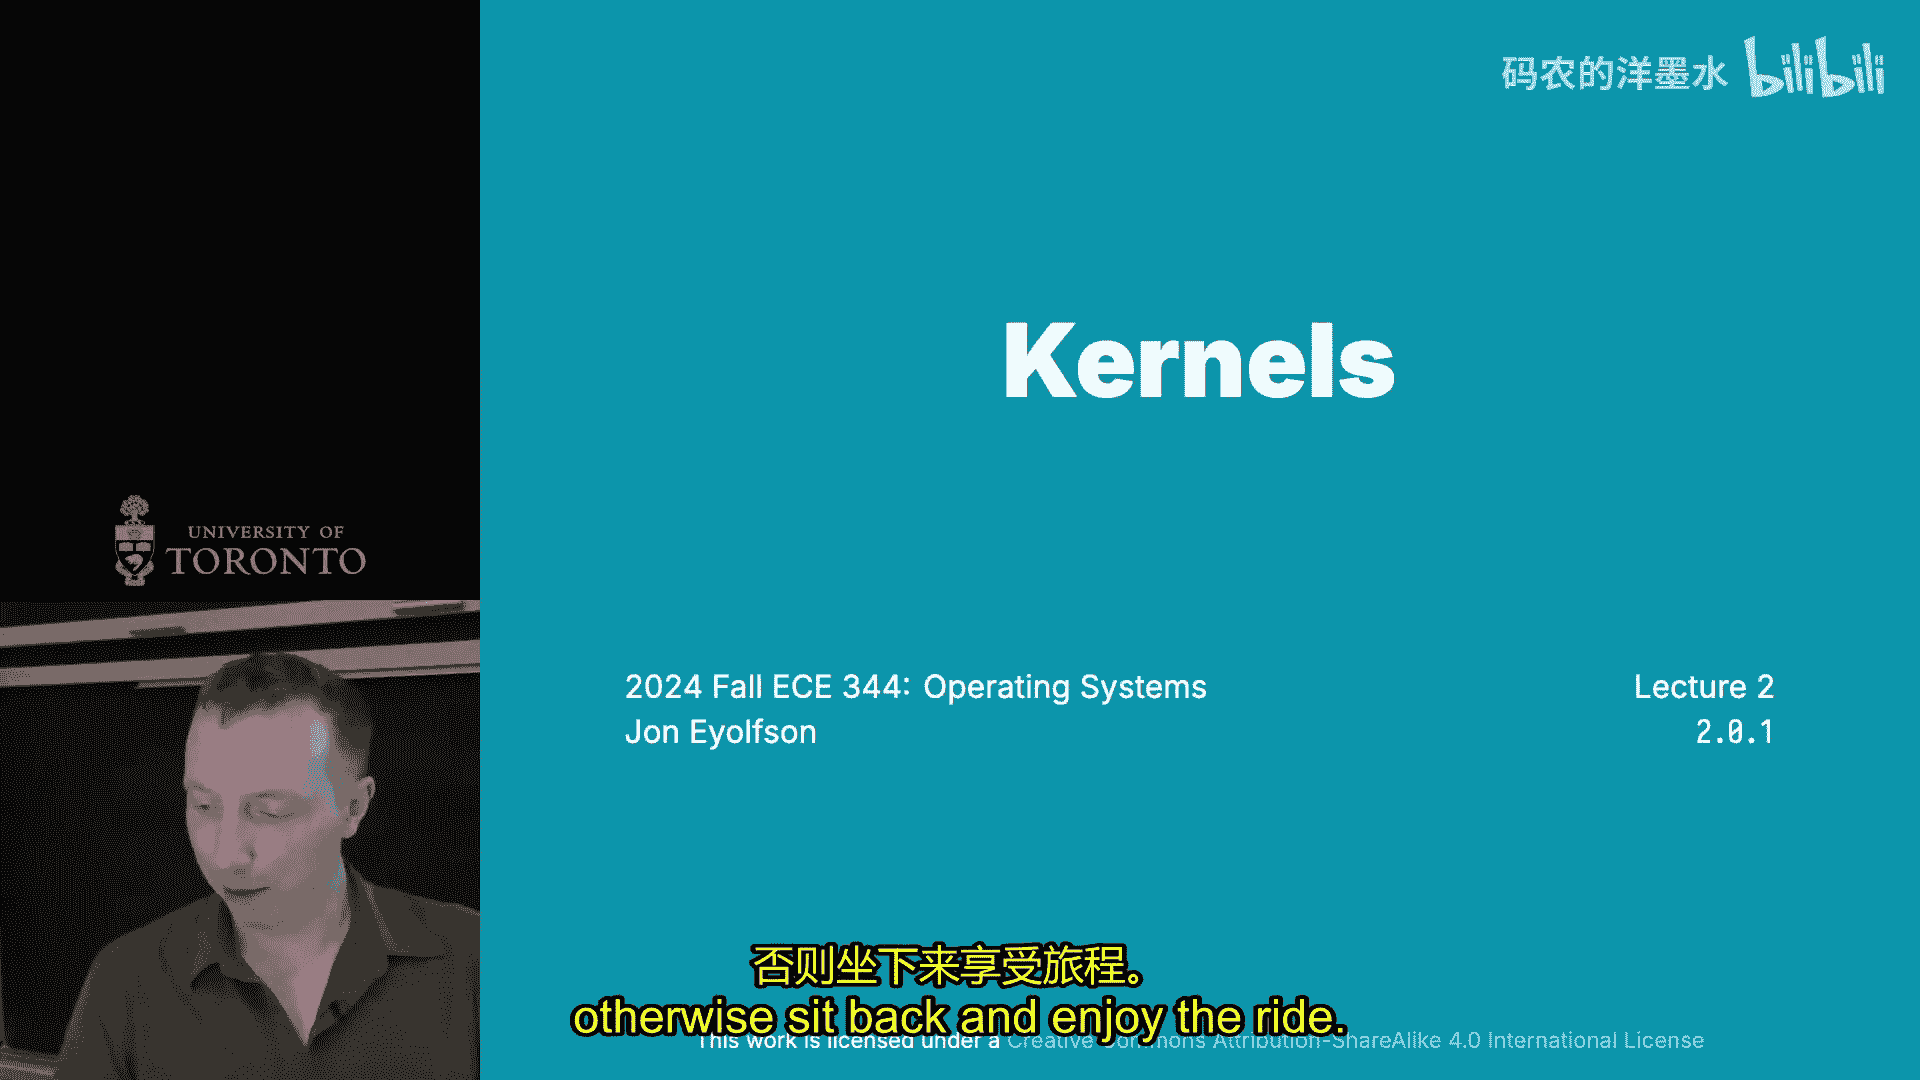 码农的洋墨水 bilibili
Kernels
UNIVERSITY OF
TORONTO
2024 Fall ECE 344: Operating Systems
Jon Eyolfson
Lecture 2
2.0.1
否则坐下来享受旅程。
otherwise sit back and enjoy the ride.
This work is licensed under a Creative Commons Attribution-ShareAlike 4.0 International License